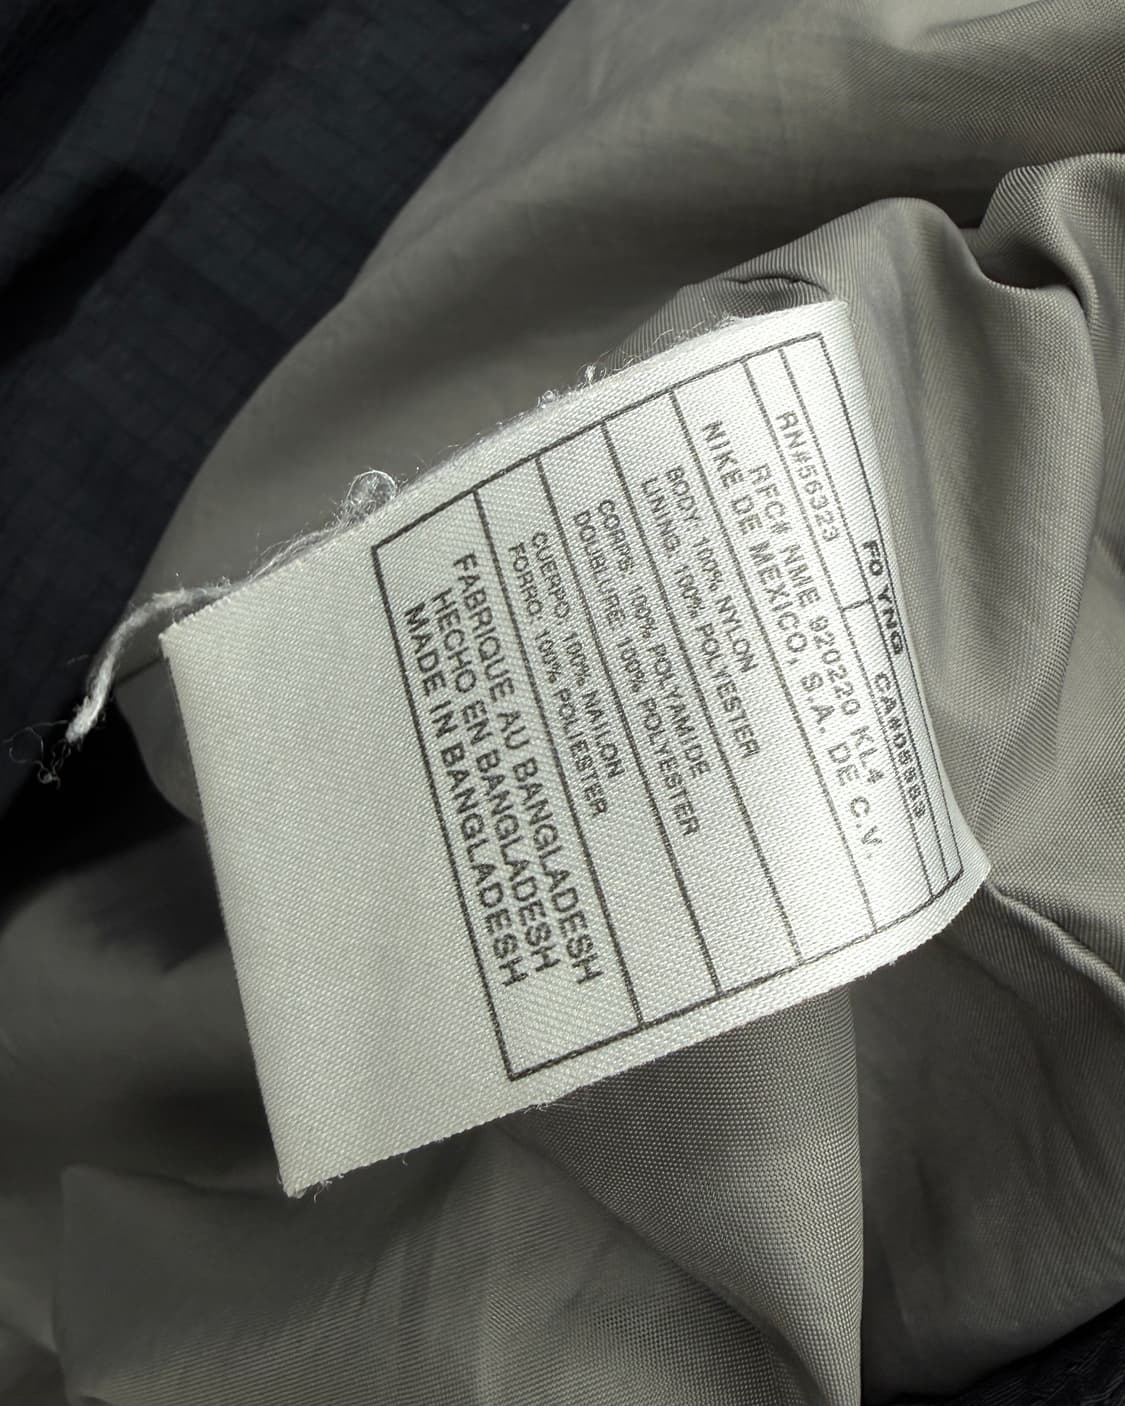 FO YNG
RN#56323 CA#05553
RFC# NME 920220 KL4
NIKE DE MEXICO, S.A. DE C.V.
BODY: 100% NYLON
LINING: 100% POLYESTER
CORPS: 100% POLYAMIDE
DOUBLURE: 100% POLYESTER
CUERPO: 100% NAILON
FORRO: 100% POLIESTER
FABRIQUE AU BANGLADESH
HECHO EN BANGLADESH
MADE IN BANGLADESH